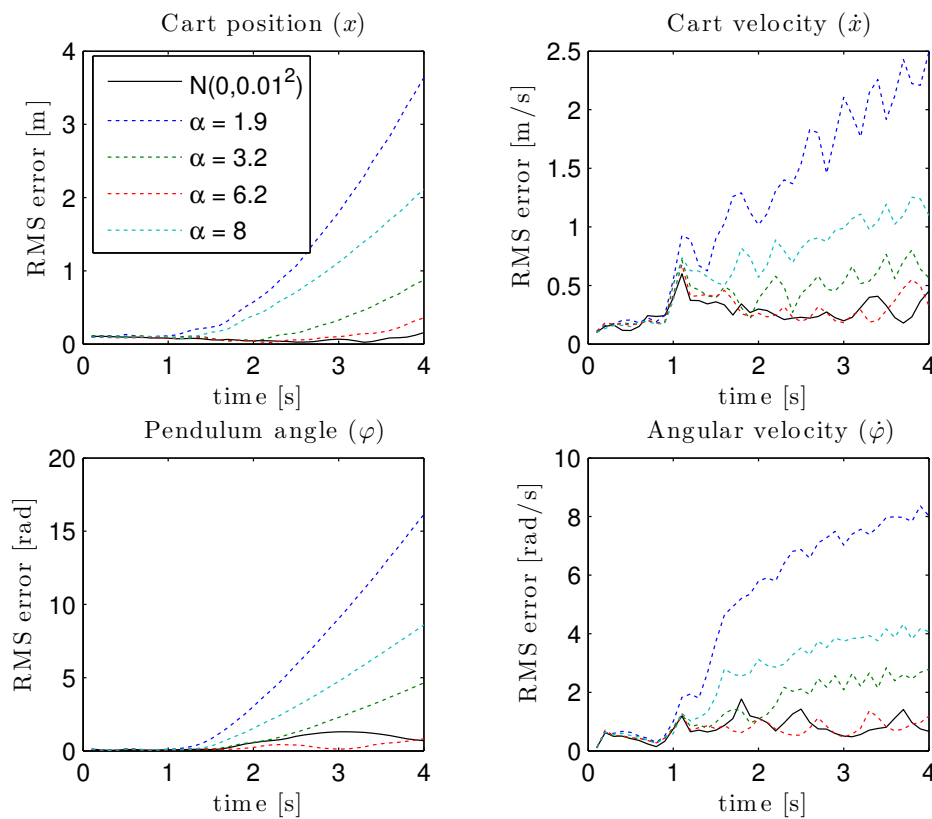 Cart position (x)
RMS error [m]
4
3
2
1
0
N(0,0.01²)
α = 1.9
α = 3.2
α = 6.2
α = 8
0 1 2 3 4
time [s]
Cart velocity (ẋ)
RMS error [m/s]
2.5
2
1.5
1
0.5
0
0 1 2 3 4
time [s]
Pendulum angle (φ)
RMS error [rad]
20
15
10
5
0
0 1 2 3 4
time [s]
Angular velocity (φ̇)
RMS error [rad/s]
10
8
6
4
2
0
0 1 2 3 4
time [s]